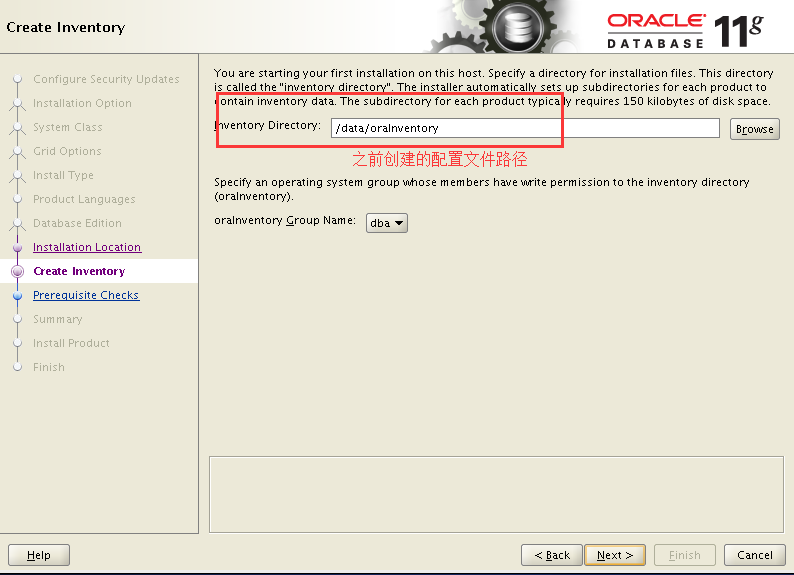 Create Inventory
ORACLE
DATABASE 11g
Configure Security Updates
Installation Option
System Class
Grid Options
Install Type
Product Languages
Database Edition
Installation Location
Create Inventory
Prerequisite Checks
Summary
Install Product
Finish
You are starting your first installation on this host. Specify a directory for installation files. This directory
is called the "inventory directory". The installer automatically sets up subdirectories for each product to
contain inventory data. The subdirectory for each product typically requires 150 kilobytes of disk space.
Inventory Directory: /data/oraInventory Browse
之前创建的配置文件路径
Specify an operating system group whose members have write permission to the inventory directory
(oraInventory).
oraInventory Group Name: dba
Help < Back Next > Finish Cancel